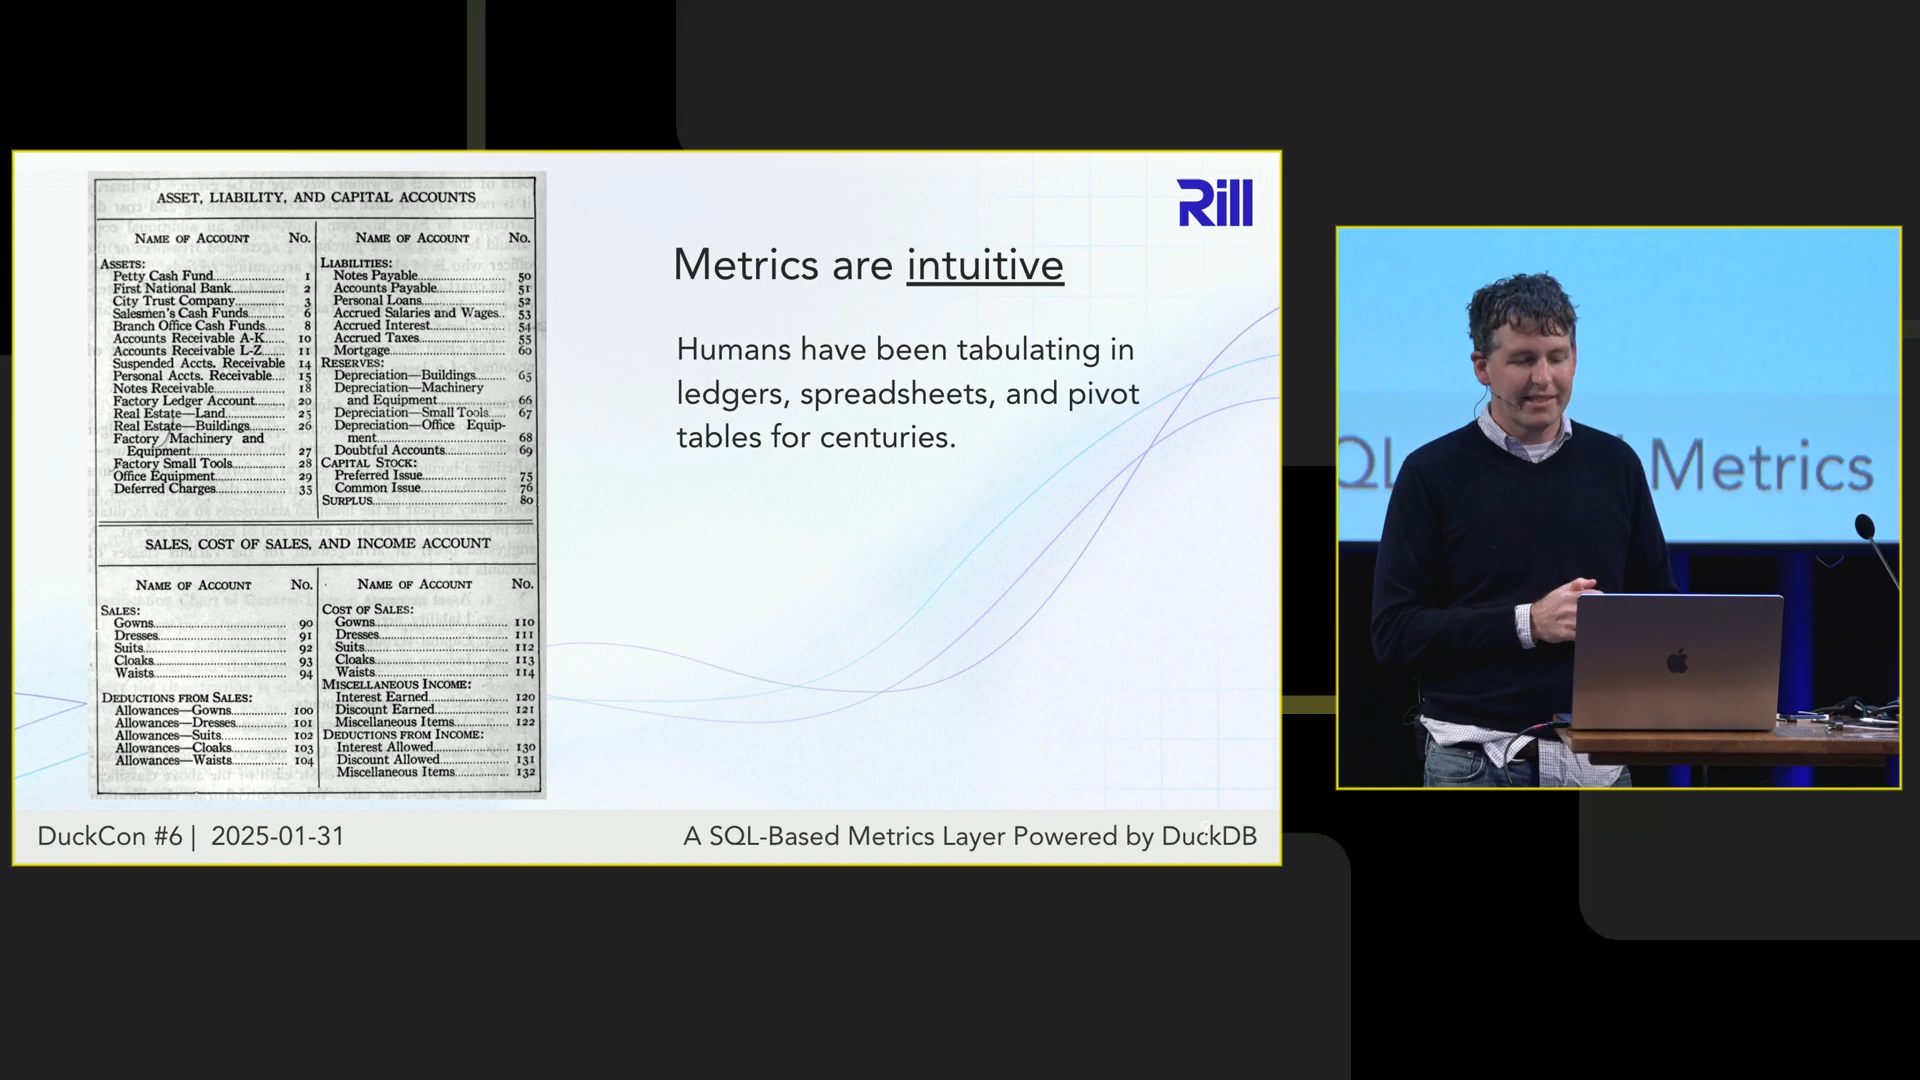 ASSET, LIABILITY, AND CAPITAL ACCOUNTS
NAME OF ACCOUNT No.
ASSETS:
Petty Cash Fund 1
First National Bank 2
City Trust Company 3
Salesmen's Cash Funds 6
Branch Office Cash Funds 8
Accounts Receivable A-K 10
Accounts Receivable L-Z 11
Suspended Accts. Receivable 14
Personal Accts. Receivable 15
Notes Receivable 18
Factory Ledger Account 20
Real Estate—Land 25
Real Estate—Buildings 26
Factory Machinery and
Equipment 27
Factory Small Tools 28
Office Equipment 29
Deferred Charges 35
NAME OF ACCOUNT No.
LIABILITIES:
Notes Payable 50
Accounts Payable 51
Personal Loans 52
Accrued Salaries and Wages 53
Accrued Interest 54
Accrued Taxes 55
Mortgage 60
RESERVES:
Depreciation—Buildings 65
Depreciation—Machinery
and Equipment 66
Depreciation—Small Tools 67
Depreciation—Office Equip-
ment 68
Doubtful Accounts 69
CAPITAL STOCK:
Preferred Issue 75
Common Issue 76
SURPLUS 80
SALES, COST OF SALES, AND INCOME ACCOUNT
NAME OF ACCOUNT No.
SALES:
Gowns 90
Dresses 91
Suits 92
Cloaks 93
Waists 94
DEDUCTIONS FROM SALES:
Allowances—Gowns 100
Allowances—Dresses 101
Allowances—Suits 102
Allowances—Cloaks 103
Allowances—Waists 104
NAME OF ACCOUNT No.
COST OF SALES:
Gowns 110
Dresses 111
Suits 112
Cloaks 113
Waists 114
MISCELLANEOUS INCOME:
Interest Earned 120
Discount Earned 121
Miscellaneous Items 122
DEDUCTIONS FROM INCOME:
Interest Allowed 130
Discount Allowed 131
Miscellaneous Items 132
Rill
Metrics are intuitive
Humans have been tabulating in
ledgers, spreadsheets, and pivot
tables for centuries.
DuckCon #6 | 2025-01-31
A SQL-Based Metrics Layer Powered by DuckDB
QL Metrics